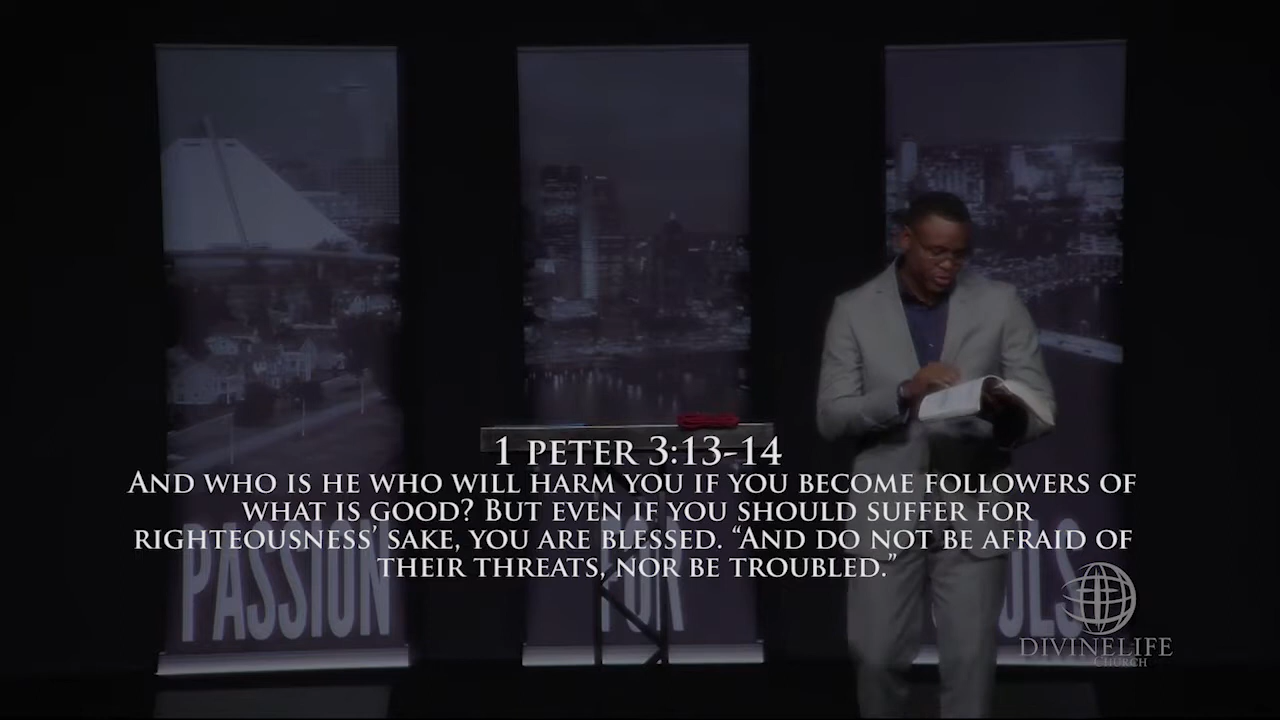 1 PETER 3:13-14
AND WHO IS HE WHO WILL HARM YOU IF YOU BECOME FOLLOWERS OF
WHAT IS GOOD? BUT EVEN IF YOU SHOULD SUFFER FOR
RIGHTEOUSNESS’ SAKE, YOU ARE BLESSED. “AND DO NOT BE AFRAID OF
THEIR THREATS, NOR BE TROUBLED.”
PASSION
FOR
DIVINELIFE
CHURCH